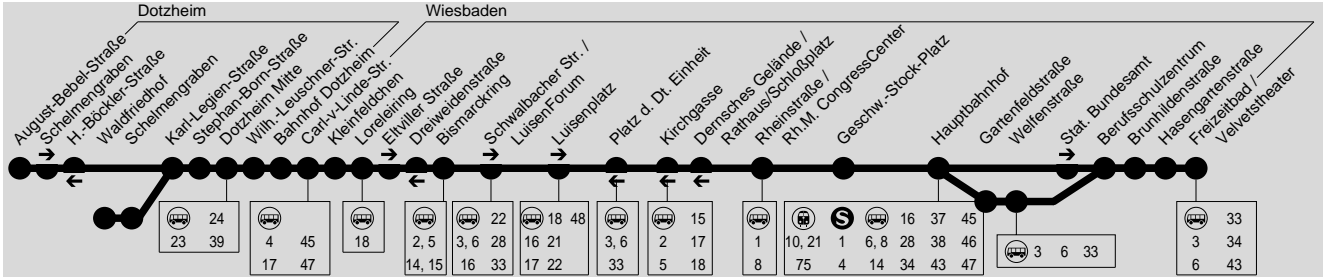 Dotzheim
Wiesbaden
August-Bebel-Straße
Schelmengraben
H.-Böckler-Straße
Waldfriedhof
Schelmengraben
Karl-Legien-Straße
Stephan-Born-Straße
Dotzheim Mitte
Wilh.-Leuschner-Str.
Bahnhof Dotzheim
Carl-v-Linde-Str.
Kleinfeldchen
Loreleiring
Eltviller Straße
Dreiweidenstraße
Bismarckring
Schwalbacher Str. /
LuisenForum
Luisenplatz
Platz d. Dt. Einheit
Kirchgasse
Dernsches Gelände /
Rathaus/Schloßplatz
Rheinstraße /
Rh.M. CongressCenter
Geschw.-Stock-Platz
Hauptbahnhof
Gartenfeldstraße
Welfenstraße
Stat. Bundesamt
Berufsschulzentrum
Brunhildenstraße
Hasengartenstraße
Freizeitbad /
Velvetstheater
24
23 39
4 45
17 47
18
2, 5
14, 15
22
3, 6 28
16 33
18 48
16 21
17 22
3, 6
33
15
2 17
5 18
1
8
S 16 37 45
10, 21 1 6, 8 28 38 46
75 4 14 34 43 47
3 6 33
33
3 34
6 43